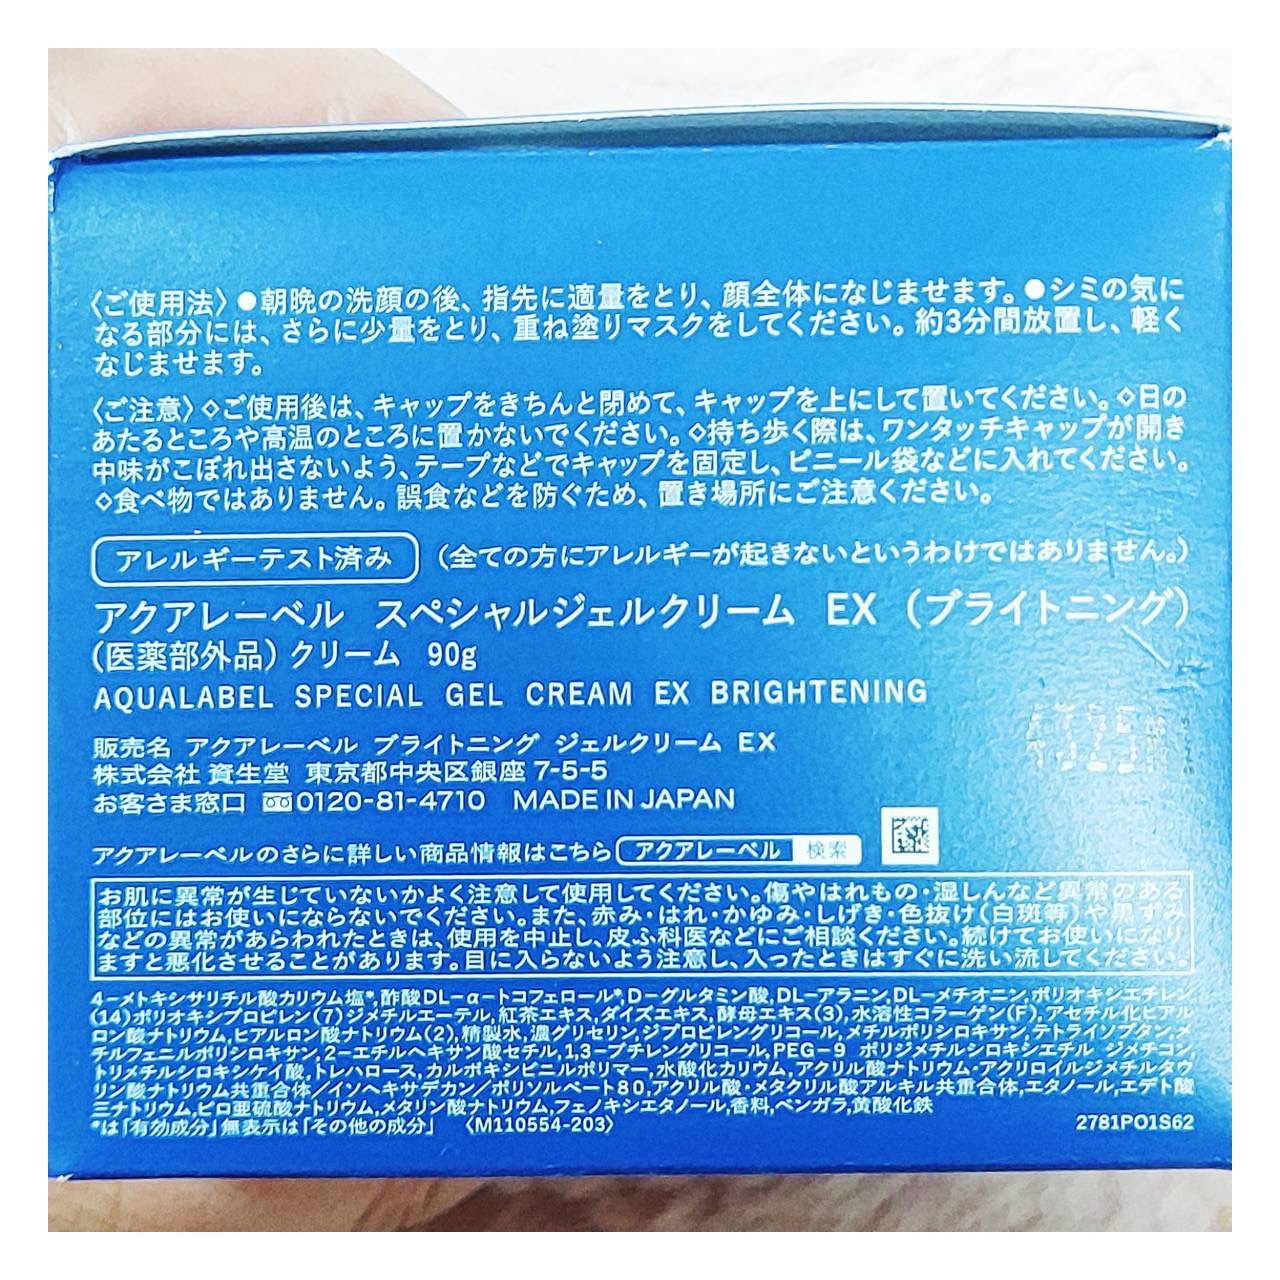 〈ご使用法〉●朝晩の洗顔の後、指先に適量をとり、顔全体になじませます。●シミの気に
なる部分には、さらに少量をとり、重ね塗りマスクをしてください。約3分間放置し、軽く
なじませます。
〈ご注意〉◇ご使用後は、キャップをきちんと閉めて、キャップを上にして置いてください。◇日の
あたるところや高温のところに置かないでください。◇持ち歩く際は、ワンタッチキャップが開き
中味がこぼれ出さないよう、テープなどでキャップを固定し、ビニール袋などに入れてください。
◇食べ物ではありません。誤食などを防ぐため、置き場所にご注意ください。
アレルギーテスト済み (全ての方にアレルギーが起きないというわけではありません。)
アクアレーベル スペシャルジェルクリーム EX (ブライトニング)
(医薬部外品) クリーム 90g
AQUALABEL SPECIAL GEL CREAM EX BRIGHTENING
販売名 アクアレーベル ブライトニング ジェルクリーム EX
株式会社 資生堂 東京都中央区銀座7-5-5
お客さま窓口 0120-81-4710 MADE IN JAPAN
アクアレーベルのさらに詳しい商品情報はこちら アクアレーベル 検索
お肌に異常が生じていないかよく注意して使用してください。傷やはれもの・湿しんなど異常のある
部位にはお使いにならないでください。また、赤み・はれ・かゆみ・しげき・色抜け(白斑等)や黒ずみ
などの異常があらわれたときは、使用を中止し、皮ふ科医などにご相談ください。続けてお使いになり
ますと悪化させることがあります。目に入らないよう注意し、入ったときはすぐに洗い流してください。
4-メトキシサリチル酸カリウム塩*,酢酸DL-α-トコフェロール*,D-グルタミン酸,DL-アラニン,DL-メチオニン,ポリオキシエチレン
(14)ポリオキシプロピレン(7)ジメチルエーテル,紅茶エキス,ダイズエキス,酵母エキス(3),水溶性コラーゲン(F),アセチル化ヒアル
ロン酸ナトリウム,ヒアルロン酸ナトリウム(2),精製水,濃グリセリン,ジプロピレングリコール,メチルポリシロキサン,テトライソブタン,メ
チルフェニルポリシロキサン,2-エチルヘキサン酸セチル,1,3-ブチレングリコール,PEG-9 ポリジメチルシロキシエチル ジメチコン,
トリメチルシロキシケイ酸,トレハロース,カルボキシビニルポリマー,水酸化カリウム,アクリル酸ナトリウム・アクリロイルジメチルタウ
リン酸ナトリウム共重合体/イソヘキサデカン/ポリソルベート80,アクリル酸・メタクリル酸アルキル共重合体,エタノール,エデト酸
三ナトリウム,ピロ亜硫酸ナトリウム,メタリン酸ナトリウム,フェノキシエタノール,香料,ベンガラ,黄酸化鉄
*は「有効成分」無表示は「その他の成分」 〈M110554-203〉 2781PO1S62